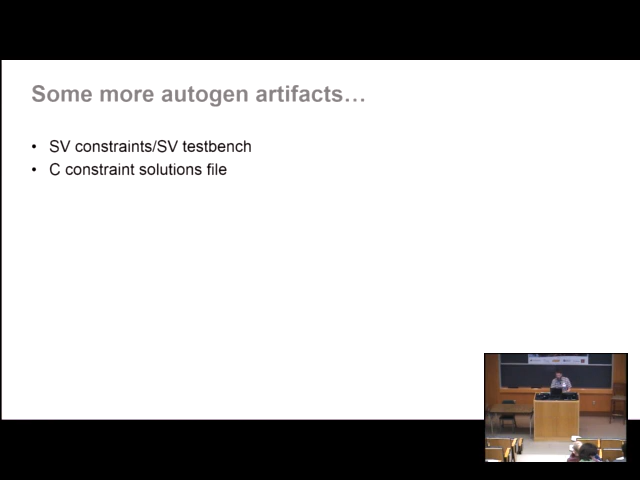 Some more autogen artifacts…
• SV constraints/SV testbench
• C constraint solutions file